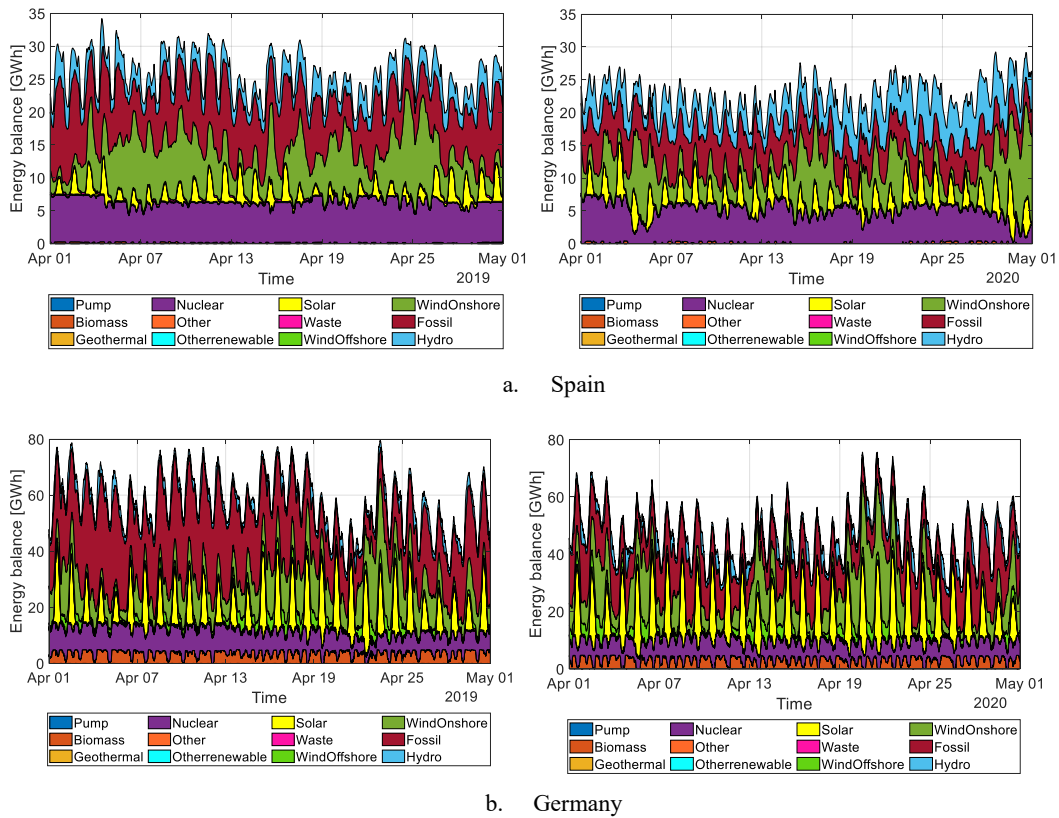 35
30
25
20
15
10
5
0
Energy balance [GWh]
Apr 01 Apr 07 Apr 13 Apr 19 Apr 25 May 01
Time 2019
Pump Nuclear Solar WindOnshore
Biomass Other Waste Fossil
Geothermal Otherrenewable WindOffshore Hydro
35
30
25
20
15
10
5
0
Energy balance [GWh]
Apr 01 Apr 07 Apr 13 Apr 19 Apr 25 May 01
Time 2020
Pump Nuclear Solar WindOnshore
Biomass Other Waste Fossil
Geothermal Otherrenewable WindOffshore Hydro
a. Spain
80
60
40
20
0
Energy balance [GWh]
Apr 01 Apr 07 Apr 13 Apr 19 Apr 25 May 01
Time 2019
Pump Nuclear Solar WindOnshore
Biomass Other Waste Fossil
Geothermal Otherrenewable WindOffshore Hydro
80
60
40
20
0
Energy balance [GWh]
Apr 01 Apr 07 Apr 13 Apr 19 Apr 25 May 01
Time 2020
Pump Nuclear Solar WindOnshore
Biomass Other Waste Fossil
Geothermal Otherrenewable WindOffshore Hydro
b. Germany